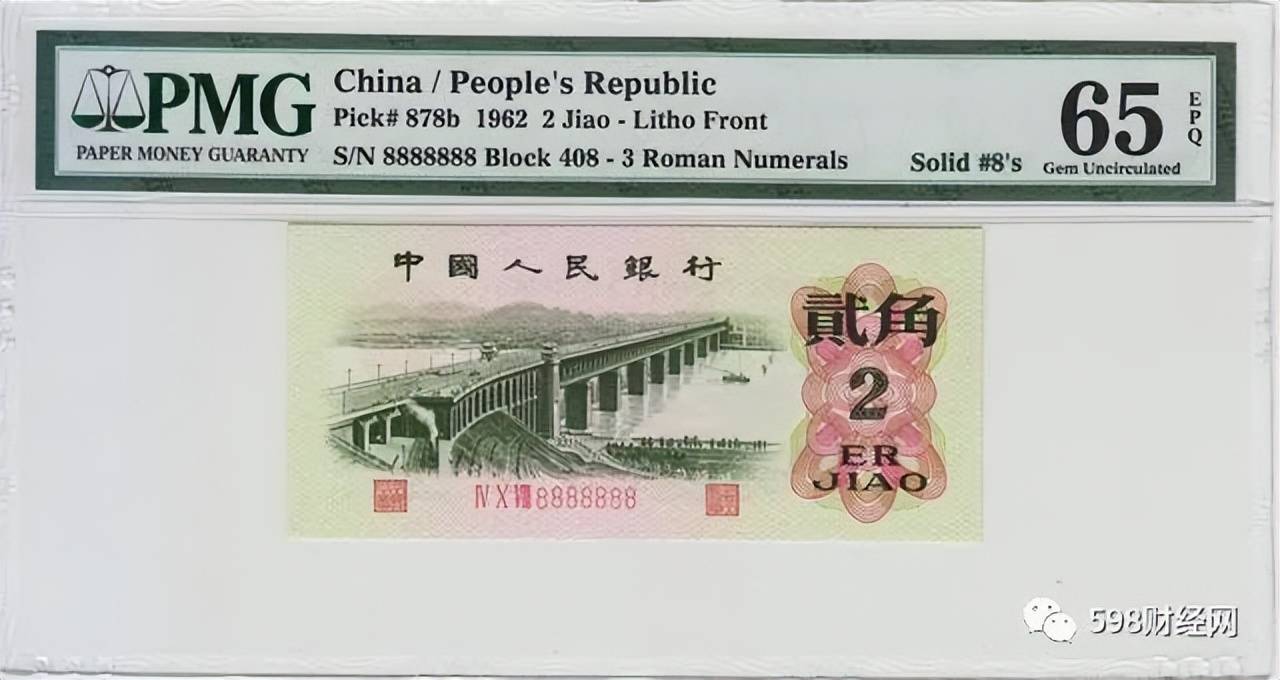 PMG
PAPER MONEY GUARANTY
China / People's Republic
Pick# 878b 1962 2 Jiao - Litho Front
S/N 8888888 Block 408 - 3 Roman Numerals
Solid #8's
65
EPQ
Gem Uncirculated
中國人民銀行
貳角
2
ER
JIAO
ⅣⅩⅧ8888888
598财经网